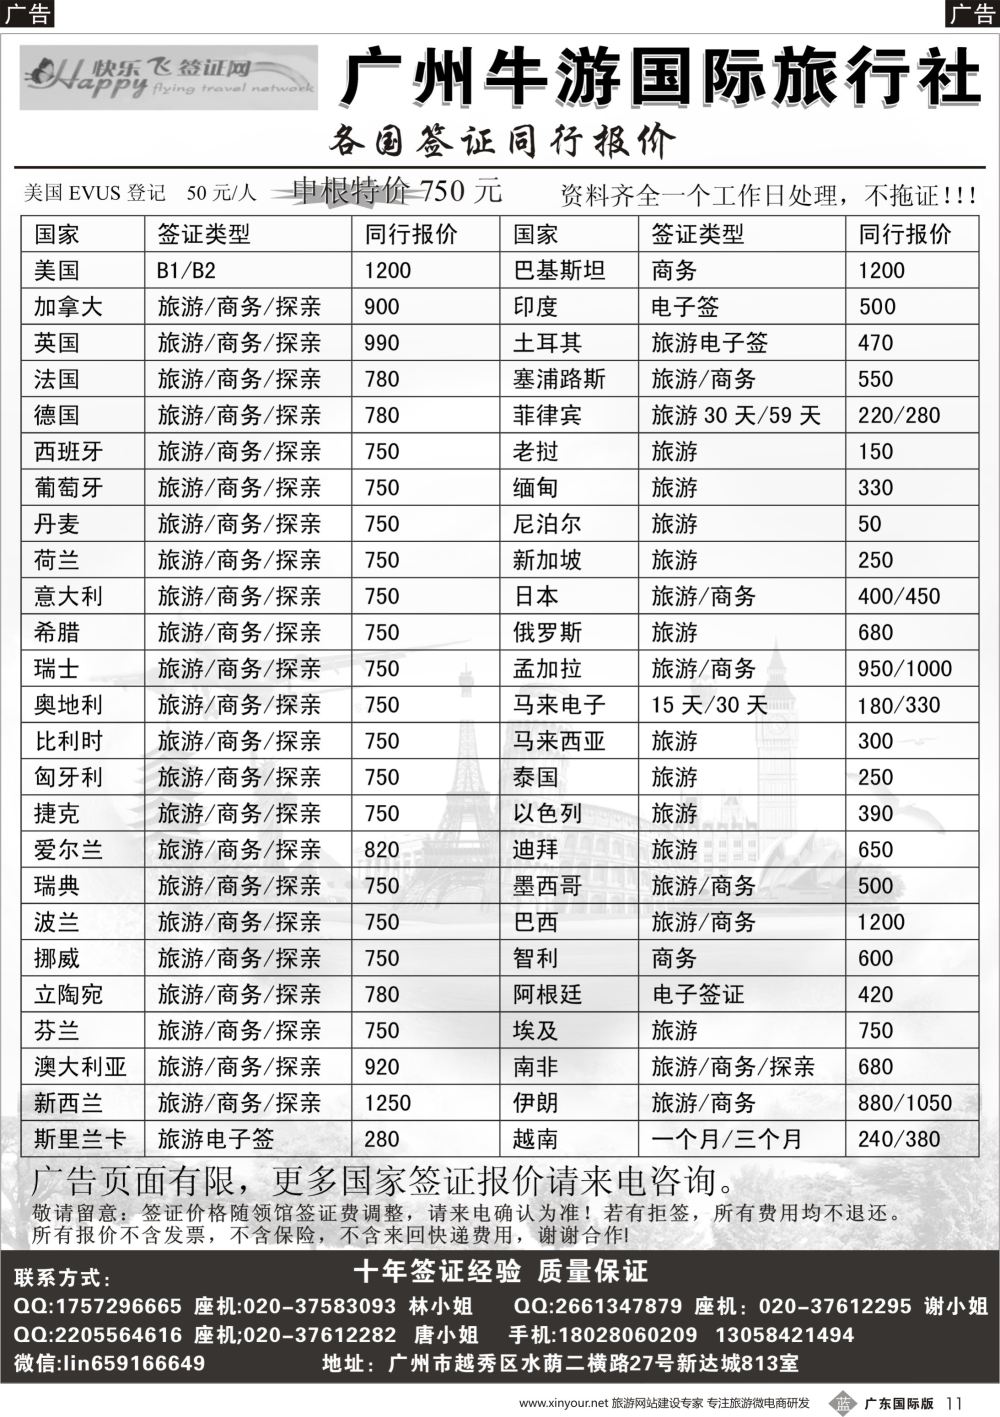 广告
广告
快乐飞签证网
Happy flying travel network
广州牛游国际旅行社
各国签证同行报价
美国 EVUS 登记 50 元/人 申根特价 750 元 资料齐全一个工作日处理，不拖证!!!
国家 签证类型 同行报价 国家 签证类型 同行报价
美国 B1/B2 1200 巴基斯坦 商务 1200
加拿大 旅游/商务/探亲 900 印度 电子签 500
英国 旅游/商务/探亲 990 土耳其 旅游电子签 470
法国 旅游/商务/探亲 780 塞浦路斯 旅游/商务 550
德国 旅游/商务/探亲 780 菲律宾 旅游 30 天/59 天 220/280
西班牙 旅游/商务/探亲 750 老挝 旅游 150
葡萄牙 旅游/商务/探亲 750 缅甸 旅游 330
丹麦 旅游/商务/探亲 750 尼泊尔 旅游 50
荷兰 旅游/商务/探亲 750 新加坡 旅游 250
意大利 旅游/商务/探亲 750 日本 旅游/商务 400/450
希腊 旅游/商务/探亲 750 俄罗斯 旅游 680
瑞士 旅游/商务/探亲 750 孟加拉 旅游/商务 950/1000
奥地利 旅游/商务/探亲 750 马来电子 15 天/30 天 180/330
比利时 旅游/商务/探亲 750 马来西亚 旅游 300
匈牙利 旅游/商务/探亲 750 泰国 旅游 250
捷克 旅游/商务/探亲 750 以色列 旅游 390
爱尔兰 旅游/商务/探亲 820 迪拜 旅游 650
瑞典 旅游/商务/探亲 750 墨西哥 旅游/商务 500
波兰 旅游/商务/探亲 750 巴西 旅游/商务 1200
挪威 旅游/商务/探亲 750 智利 商务 600
立陶宛 旅游/商务/探亲 780 阿根廷 电子签证 420
芬兰 旅游/商务/探亲 750 埃及 旅游 750
澳大利亚 旅游/商务/探亲 920 南非 旅游/商务/探亲 680
新西兰 旅游/商务/探亲 1250 伊朗 旅游/商务 880/1050
斯里兰卡 旅游电子签 280 越南 一个月/三个月 240/380
广告页面有限，更多国家签证报价请来电咨询。
敬请留意：签证价格随领馆签证费调整，请来电确认为准！若有拒签，所有费用均不退还。
所有报价不含发票，不含保险，不含来回快递费用，谢谢合作!
十年签证经验 质量保证
联系方式：
QQ:1757296665 座机:020-37583093 林小姐 QQ:2661347879 座机：020-37612295 谢小姐
QQ:2205564616 座机;020-37612282 唐小姐 手机:18028060209 13058421494
微信:lin659166649 地址：广州市越秀区水荫二横路27号新达城813室
www.xinyour.net 旅游网站建设专家 专注旅游微电商研发 蓝 广东国际版 11